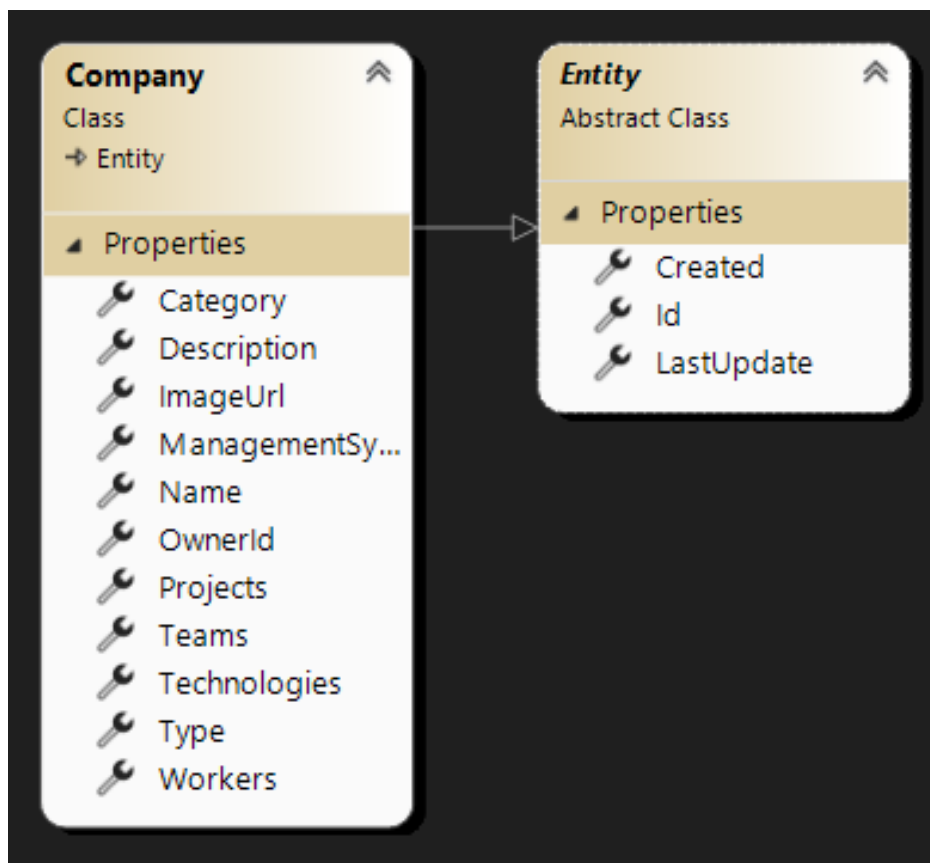 Company
Class
Entity
Properties
Category
Description
ImageUrl
ManagementSy...
Name
OwnerId
Projects
Teams
Technologies
Type
Workers
Entity
Abstract Class
Properties
Created
Id
LastUpdate